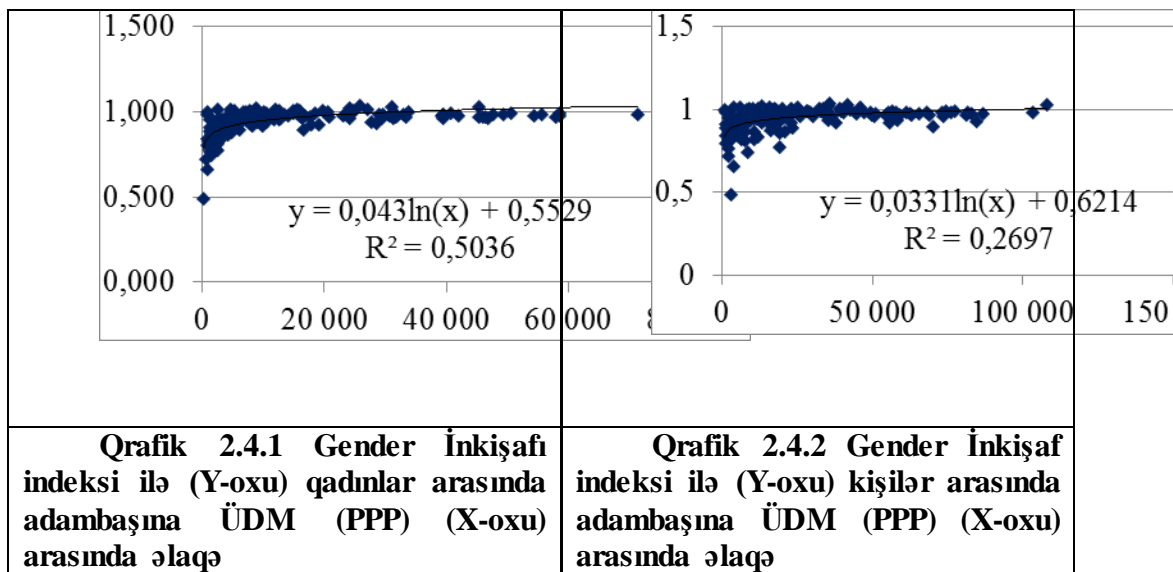 1,500
1,000
0,500
0,000
0
20 000
40 000
60 000
y = 0,043ln(x) + 0,5529
R² = 0,5036
1,5
1
0,5
0
0
50 000
100 000
150
y = 0,0331ln(x) + 0,6214
R² = 0,2697
Qrafik 2.4.1 Gender İnkişafı
indeksi ilə (Y-oxu) qadınlar arasında
adambaşına ÜDM (PPP) (X-oxu)
arasında əlaqə
Qrafik 2.4.2 Gender İnkişaf
indeksi ilə (Y-oxu) kişilər arasında
adambaşına ÜDM (PPP) (X-oxu)
arasında əlaqə